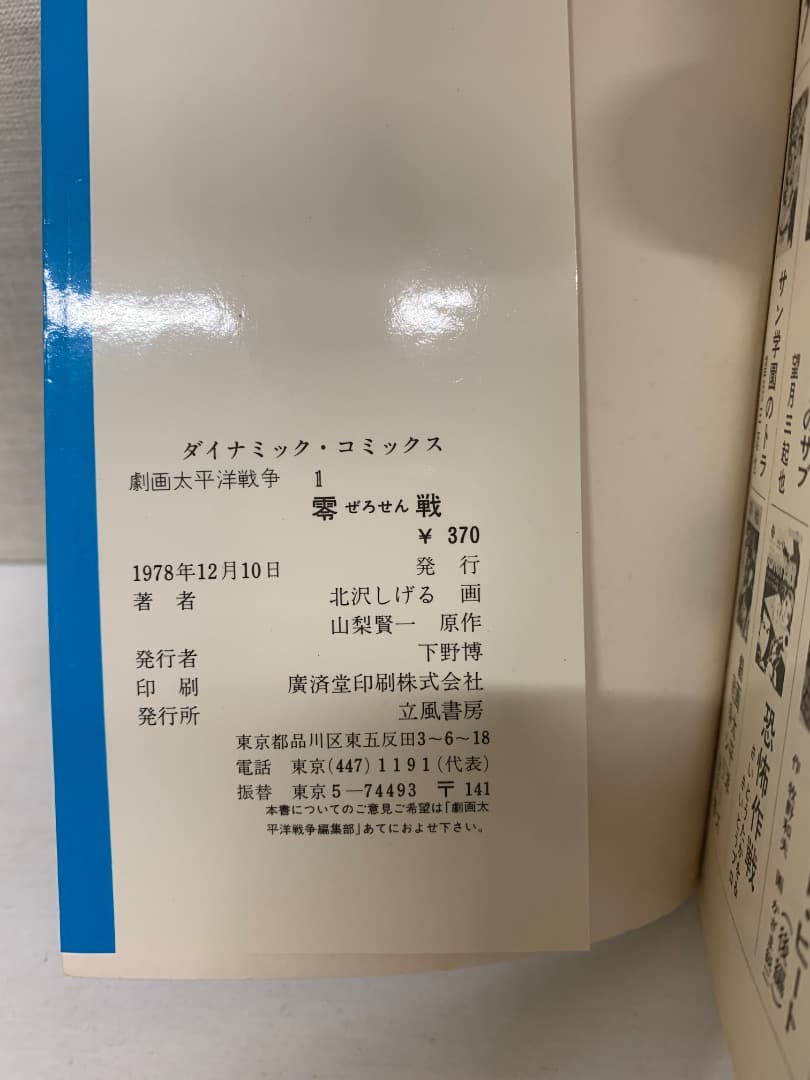 ダイナミック・コミックス
劇画太平洋戦争 1
零 ぜろせん 戦
¥ 370
1978年12月10日 発 行
著 者 北沢しげる 画
山梨賢一 原作
発行者 下野博
印 刷 廣済堂印刷株式会社
発行所 立風書房
東京都品川区東五反田3〜6〜18
電話 東京(447)1191(代表)
振替 東京5―74493 〒141
本書についてのご意見ご希望は「劇画太
平洋戦争編集部」あてにおよせ下さい。
のサブ
望月三起也
サン学園のトラ
恐怖作戦
(後編)